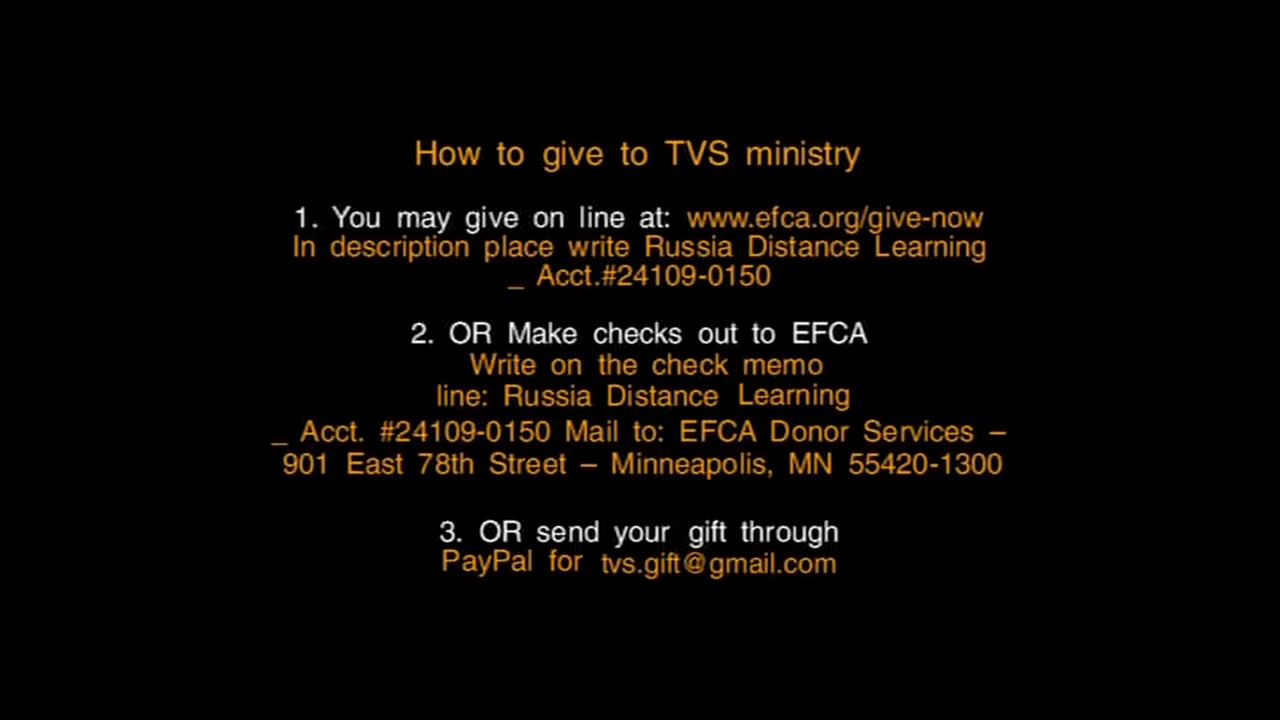 How to give to TVS ministry
1. You may give on line at: www.efca.org/give-now
In description place write Russia Distance Learning
_ Acct.#24109-0150
2. OR Make checks out to EFCA
Write on the check memo
line: Russia Distance Learning
_ Acct. #24109-0150 Mail to: EFCA Donor Services –
901 East 78th Street – Minneapolis, MN 55420-1300
3. OR send your gift through
PayPal for tvs.gift@gmail.com